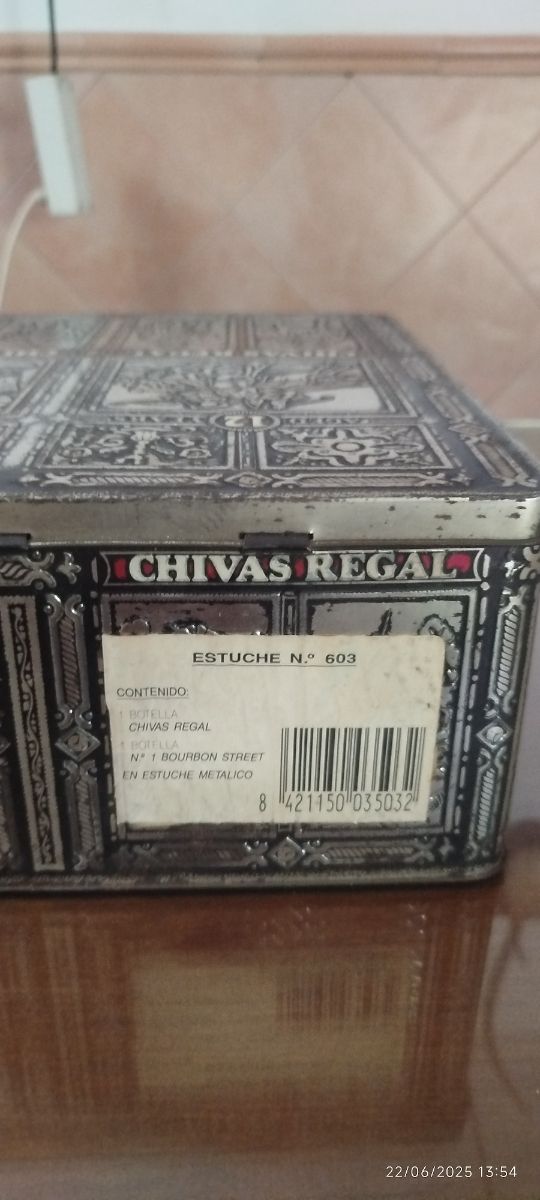 12
CHIVAS REGAL
ESTUCHE N.º 603
CONTENIDO:
1 BOTELLA
CHIVAS REGAL
1 BOTELLA
Nº 1 BOURBON STREET
EN ESTUCHE METALICO
8 421150 035032
22/06/2025 13:54